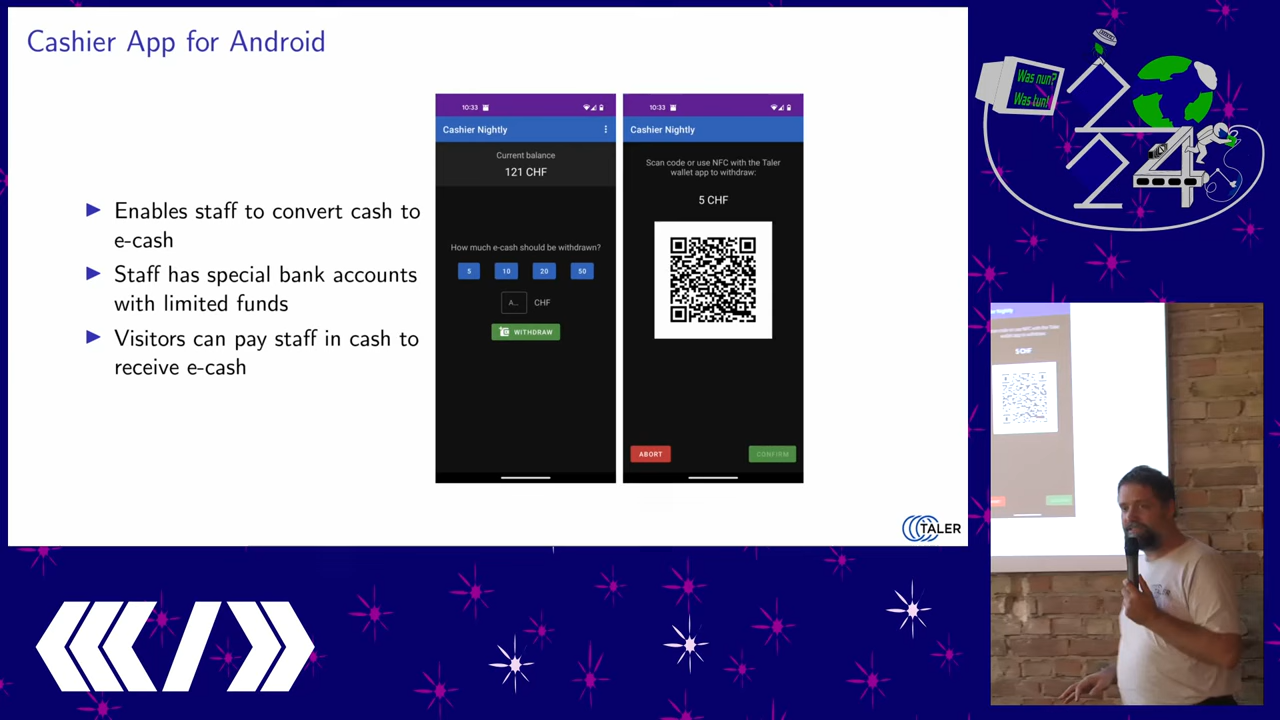 Cashier App for Android
Enables staff to convert cash to
e-cash
Staff has special bank accounts
with limited funds
Visitors can pay staff in cash to
receive e-cash
10:33
Cashier Nightly
Current balance
121 CHF
How much e-cash should be withdrawn?
5 10 20 50
A... CHF
WITHDRAW
10:33
Cashier Nightly
Scan code or use NFC with the Taler
wallet app to withdraw:
5 CHF
ABORT
CONFIRM
TALER
Was nun?
Was tun!
24
5 CHF